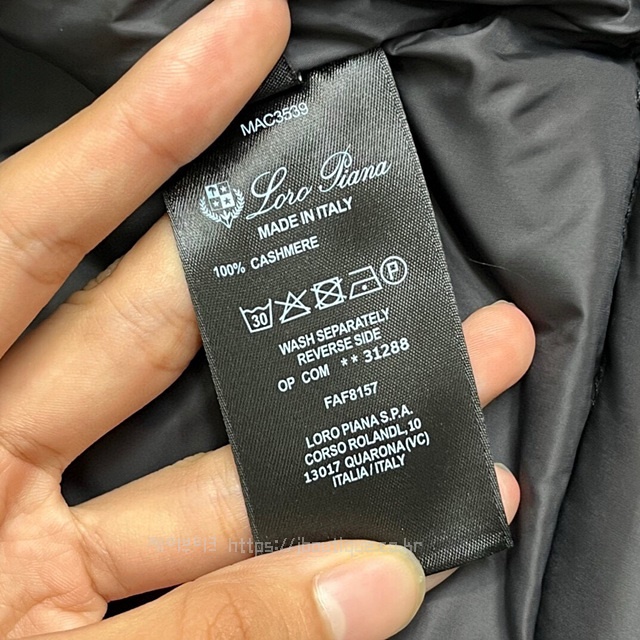 MAC3539
Loro Piana
MADE IN ITALY
100% CASHMERE
30 P
WASH SEPARATELY
REVERSE SIDE
OP COM **31288
FAF8157
LORO PIANA S.P.A.
CORSO ROLANDI, 10
13017 QUARONA (VC)
ITALIA / ITALY